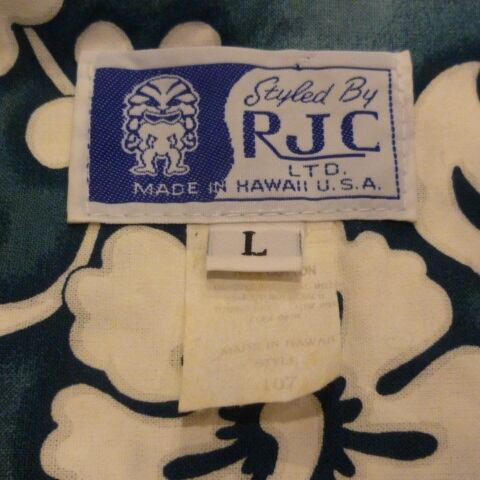 Styled By
RJC
LTD.
MADE IN HAWAII U.S.A.
L
MADE IN HAWAII
STYLE
107